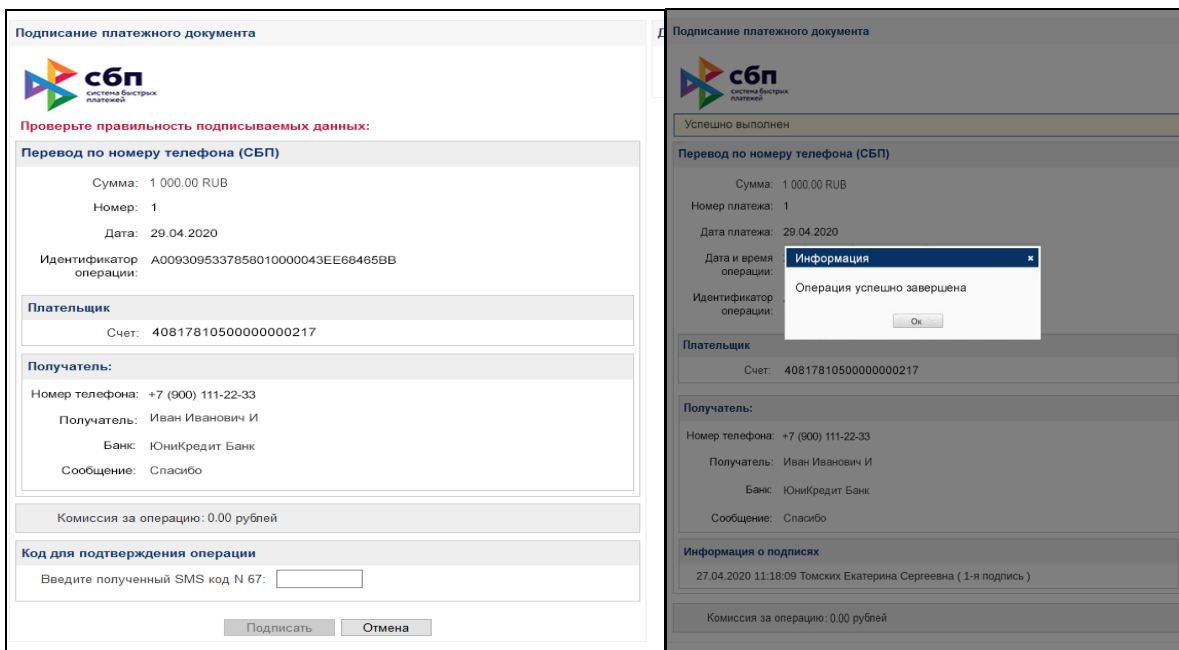 Подписание платежного документа
сбп
система быстрых
платежей
Проверьте правильность подписываемых данных:
Перевод по номеру телефона (СБП)
Сумма: 1 000.00 RUB
Номер: 1
Дата: 29.04.2020
Идентификатор операции: A0093095337858010000043EE68465BB
Плательщик
Счет: 40817810500000000217
Получатель:
Номер телефона: +7 (900) 111-22-33
Получатель: Иван Иванович И
Банк: ЮниКредит Банк
Сообщение: Спасибо
Комиссия за операцию: 0.00 рублей
Код для подтверждения операции
Введите полученный SMS код N 67:
Подписать Отмена
Подписание платежного документа
сбп
система быстрых
платежей
Успешно выполнен
Перевод по номеру телефона (СБП)
Сумма: 1 000.00 RUB
Номер платежа: 1
Дата платежа: 29.04.2020
Дата и время операции:
Идентификатор операции:
Информация
Операция успешно завершена
Ок
Плательщик
Счет: 40817810500000000217
Получатель:
Номер телефона: +7 (900) 111-22-33
Получатель: Иван Иванович И
Банк: ЮниКредит Банк
Сообщение: Спасибо
Информация о подписях
27.04.2020 11:18:09 Томских Екатерина Сергеевна ( 1-я подпись )
Комиссия за операцию: 0.00 рублей